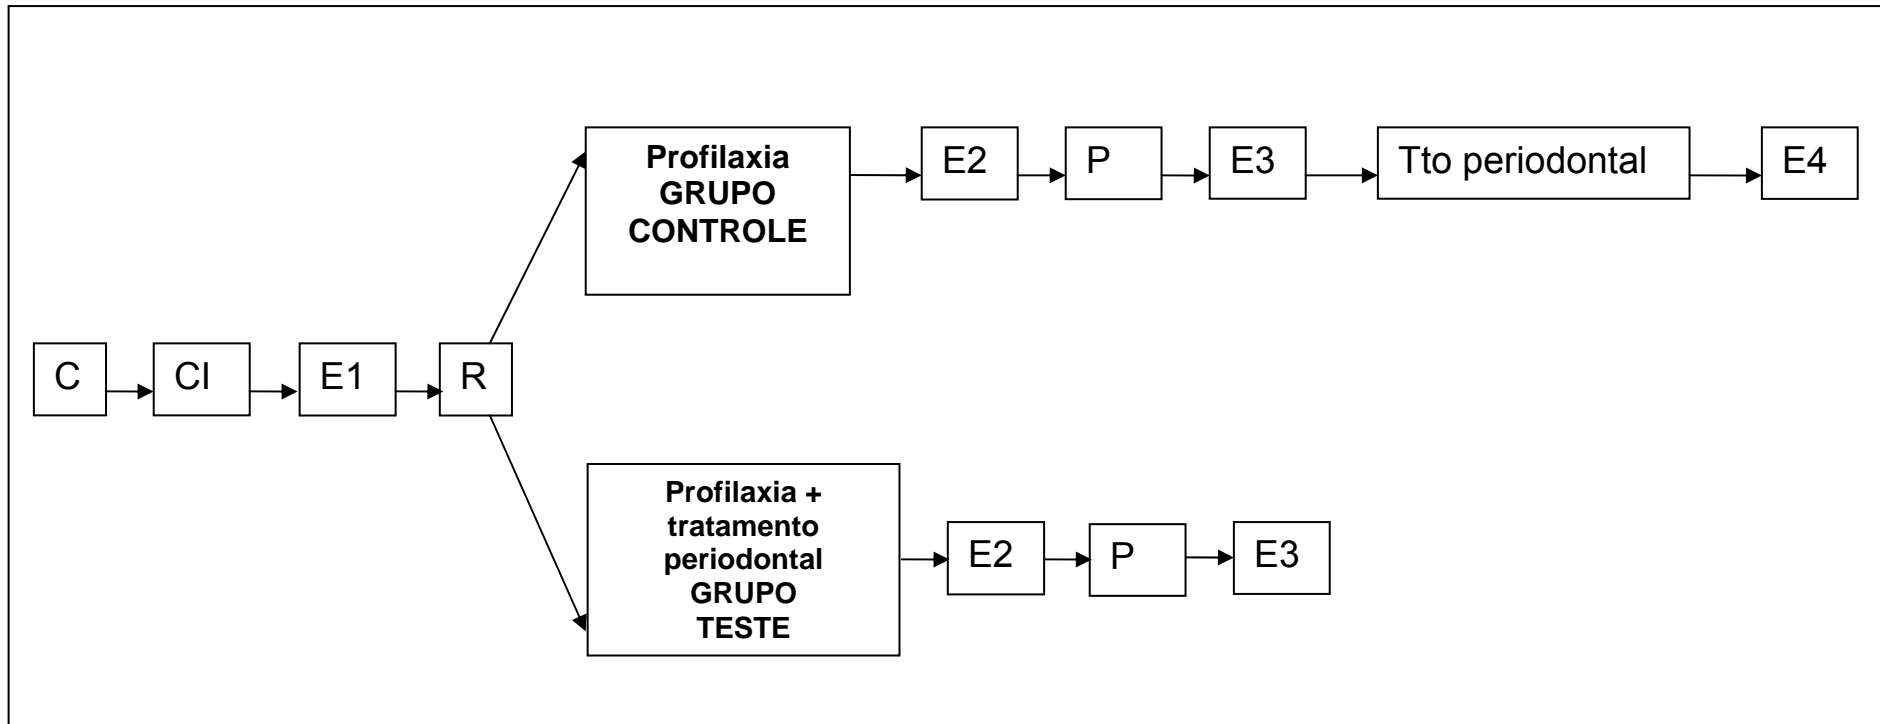 Profilaxia
GRUPO
CONTROLE
E2
P
E3
Tto periodontal
E4
C
CI
E1
R
Profilaxia +
tratamento
periodontal
GRUPO
TESTE
E2
P
E3